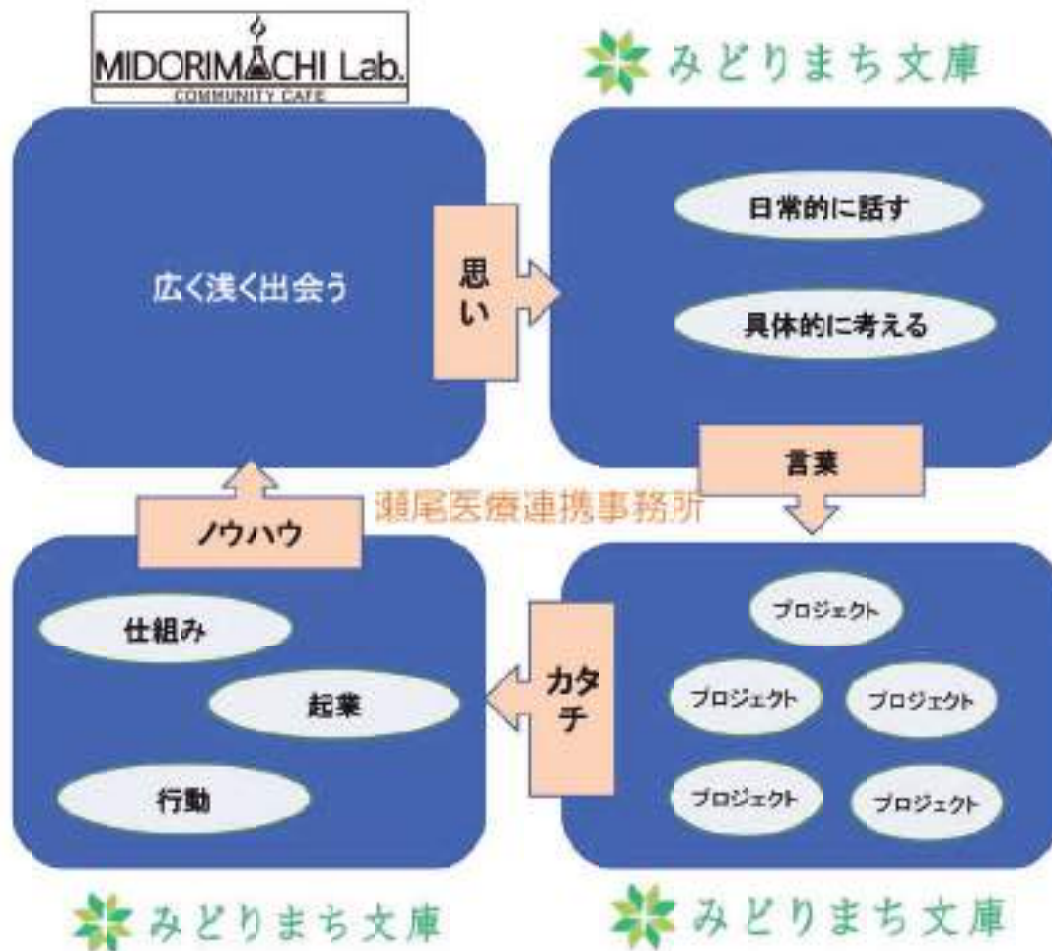 MIDORIMACHI Lab.
COMMUNITY CAFE
みどりまち文庫
広く浅く出会う
思い
日常的に話す
具体的に考える
言葉
瀬尾医療連携事務所
ノウハウ
仕組み
起業
行動
カタ
チ
プロジェクト
プロジェクト
プロジェクト
プロジェクト
プロジェクト
みどりまち文庫
みどりまち文庫